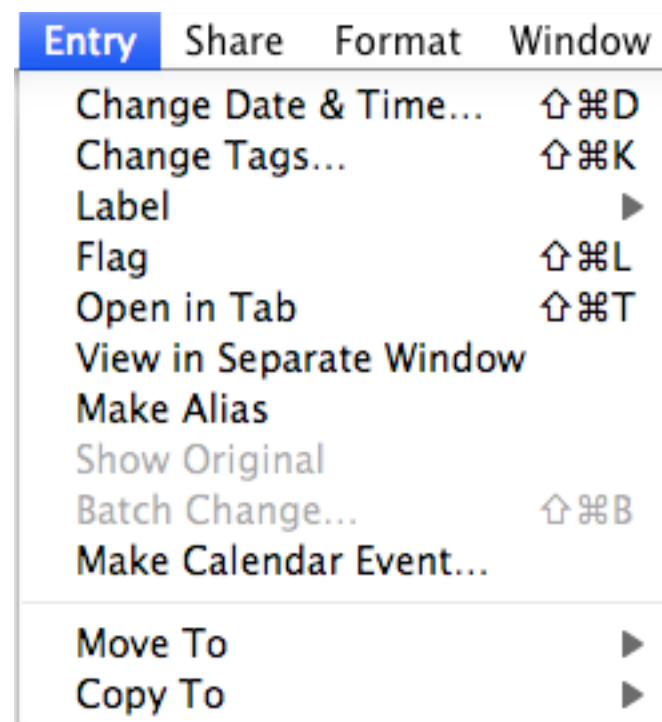 Entry Share Format Window
Change Date & Time... ⇧⌘D
Change Tags... ⇧⌘K
Label ▶
Flag ⇧⌘L
Open in Tab ⇧⌘T
View in Separate Window
Make Alias
Show Original
Batch Change... ⇧⌘B
Make Calendar Event...
Move To ▶
Copy To ▶